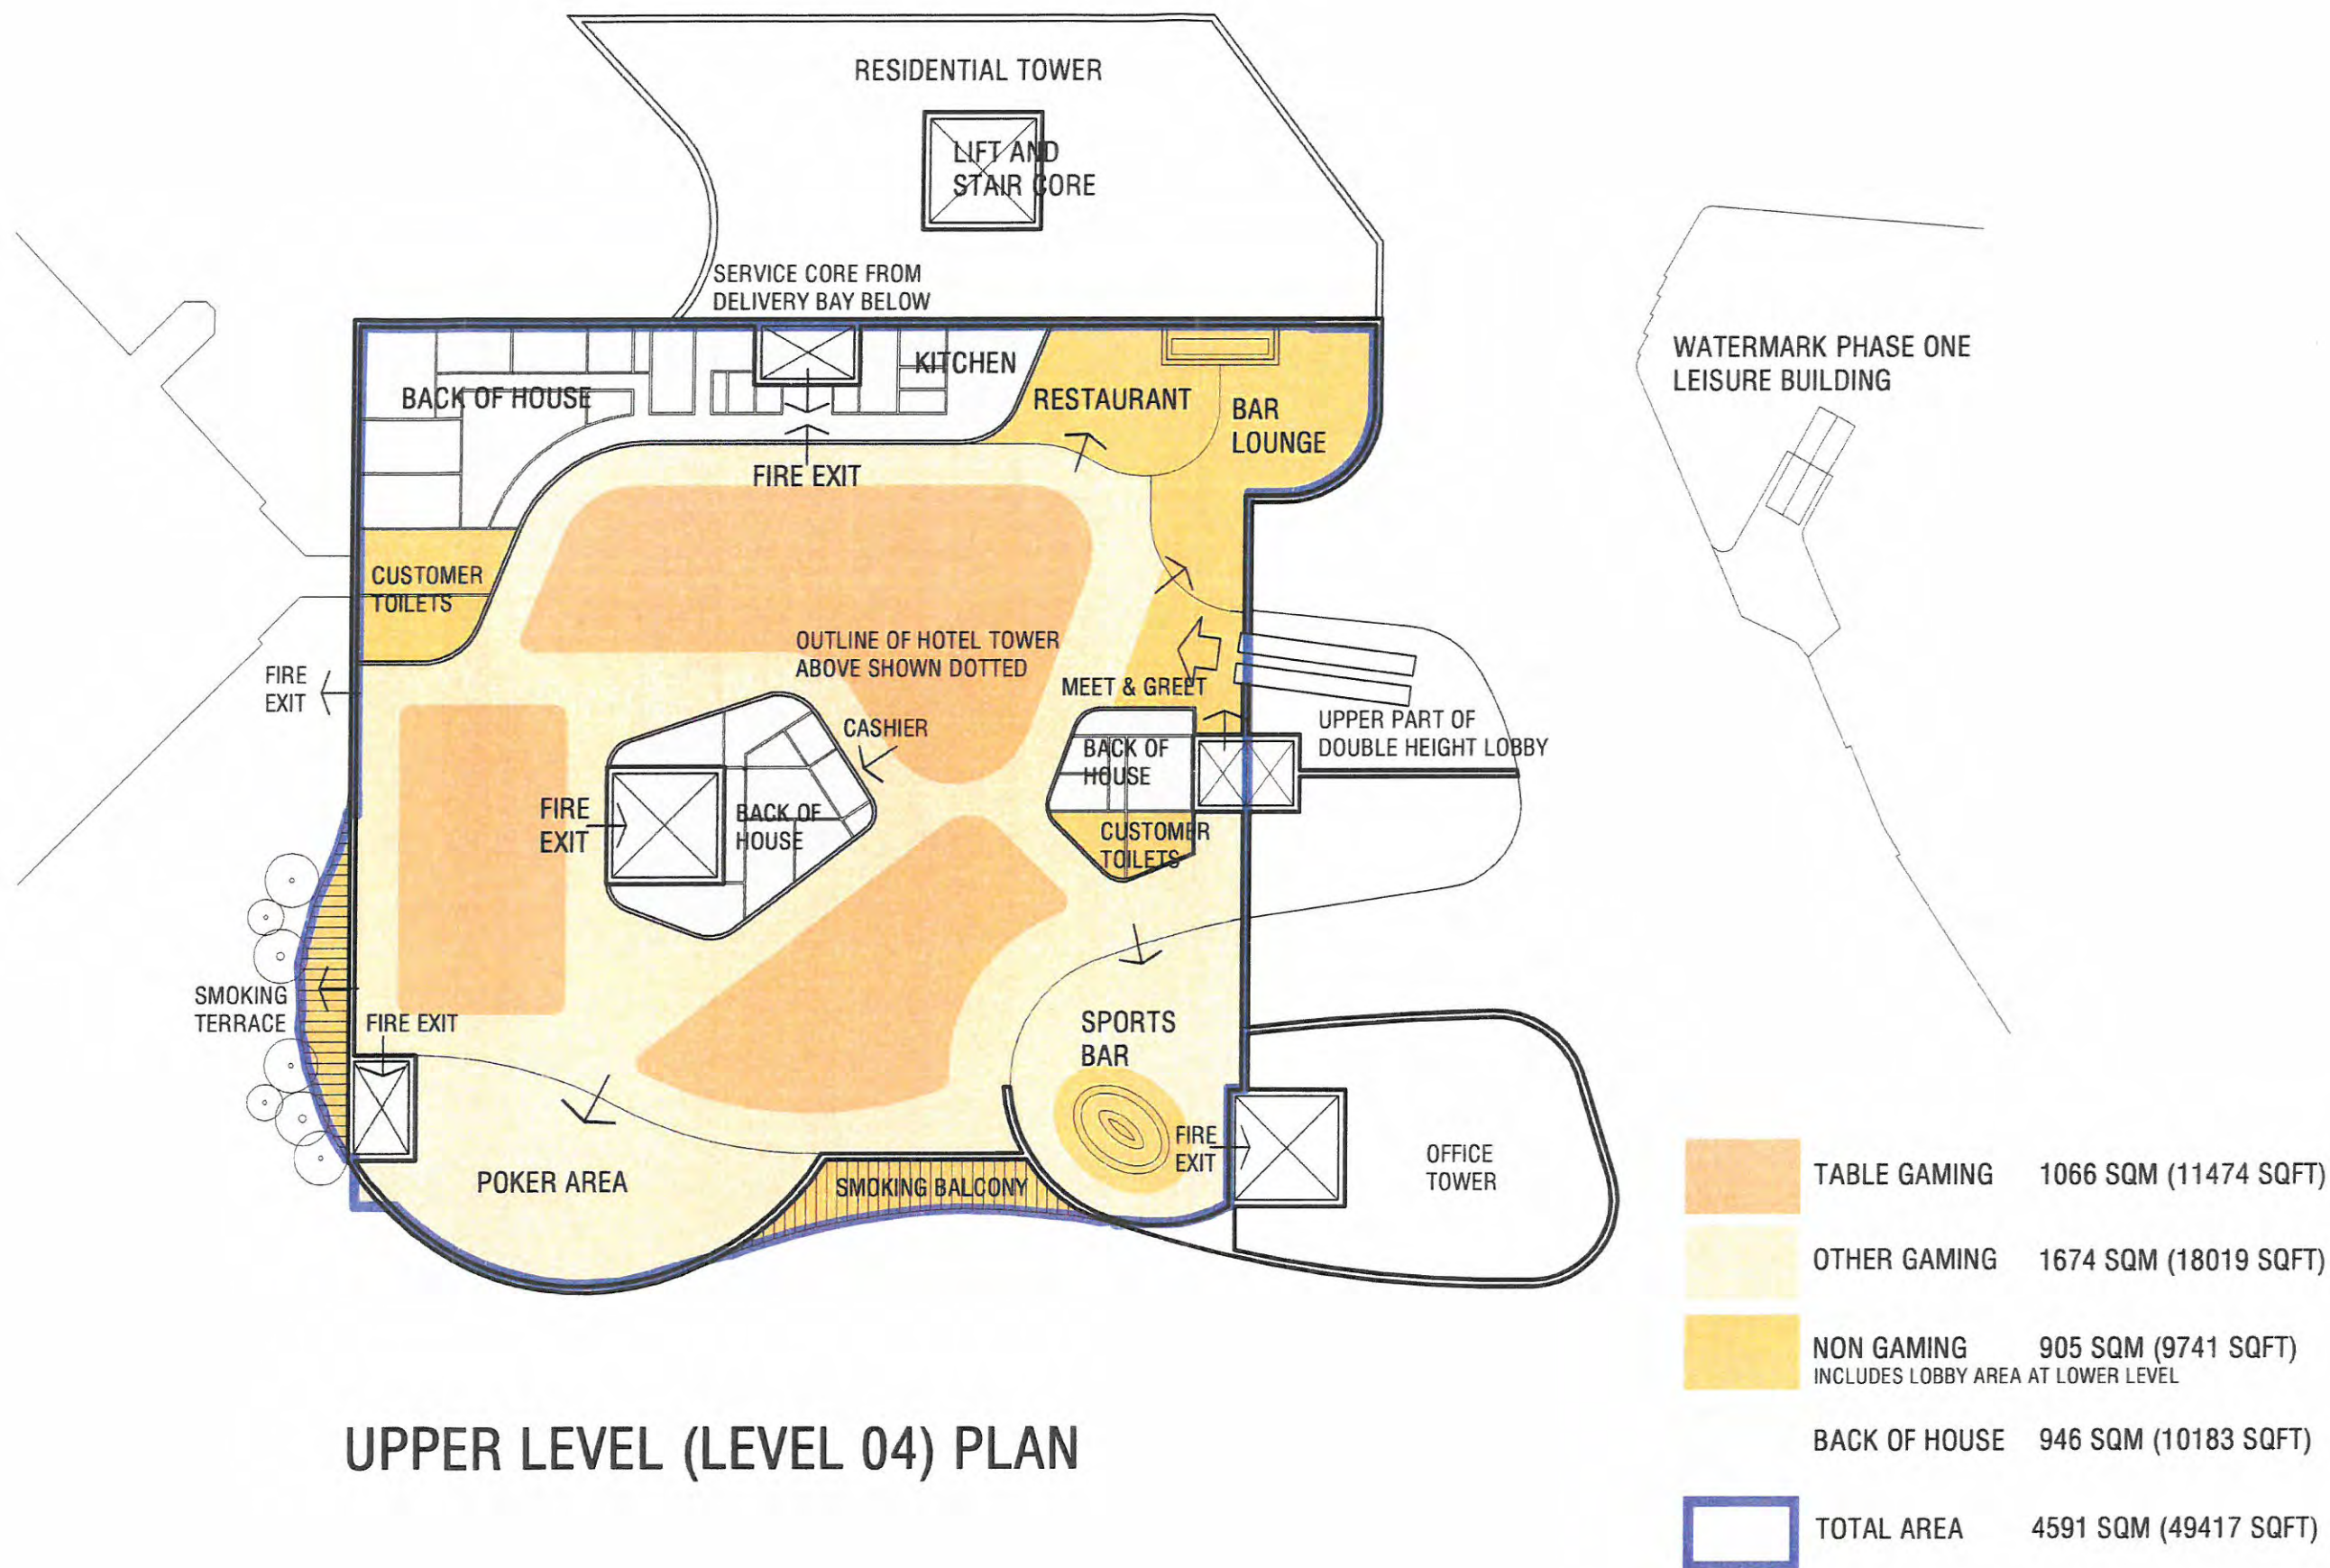 RESIDENTIAL TOWER
LIFT AND
STAIR CORE
SERVICE CORE FROM
DELIVERY BAY BELOW
WATERMARK PHASE ONE
LEISURE BUILDING
BACK OF HOUSE
KITCHEN
RESTAURANT
BAR
LOUNGE
FIRE EXIT
CUSTOMER
TOILETS
OUTLINE OF HOTEL TOWER
ABOVE SHOWN DOTTED
FIRE
EXIT
MEET & GREET
CASHIER
UPPER PART OF
DOUBLE HEIGHT LOBBY
BACK OF
HOUSE
FIRE
EXIT
BACK OF
HOUSE
CUSTOMER
TOILETS
SMOKING
TERRACE
FIRE EXIT
SPORTS
BAR
FIRE
EXIT
OFFICE
TOWER
POKER AREA
SMOKING BALCONY
TABLE GAMING 1066 SQM (11474 SQFT)
OTHER GAMING 1674 SQM (18019 SQFT)
NON GAMING 905 SQM (9741 SQFT)
INCLUDES LOBBY AREA AT LOWER LEVEL
BACK OF HOUSE 946 SQM (10183 SQFT)
TOTAL AREA 4591 SQM (49417 SQFT)
UPPER LEVEL (LEVEL 04) PLAN